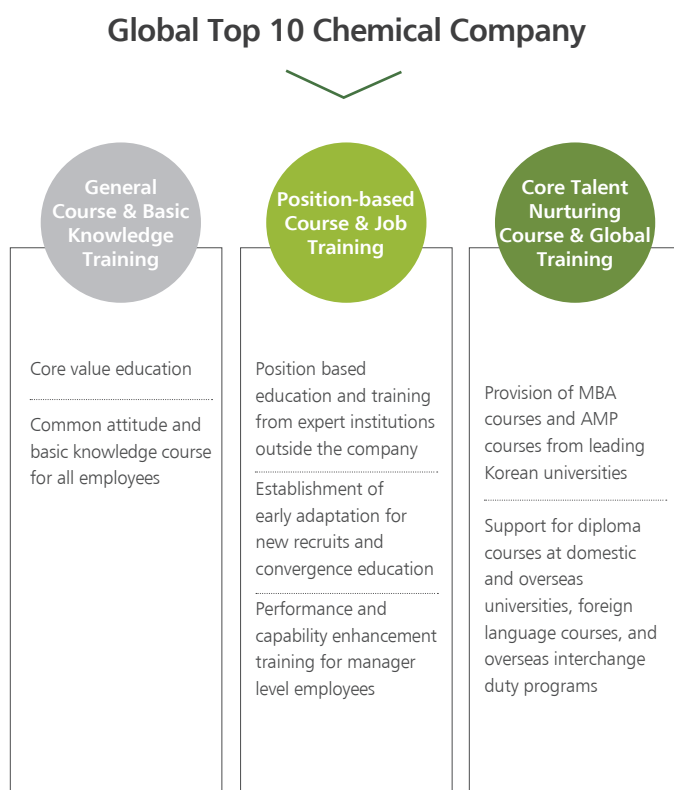 Global Top 10 Chemical Company
General
Course & Basic
Knowledge
Training
Core value education
Common attitude and
basic knowledge course
for all employees
Position-based
Course & Job
Training
Position based
education and training
from expert institutions
outside the company
Establishment of
early adaptation for
new recruits and
convergence education
Performance and
capability enhancement
training for manager
level employees
Core Talent
Nurturing
Course & Global
Training
Provision of MBA
courses and AMP
courses from leading
Korean universities
Support for diploma
courses at domestic
and overseas
universities, foreign
language courses, and
overseas interchange
duty programs